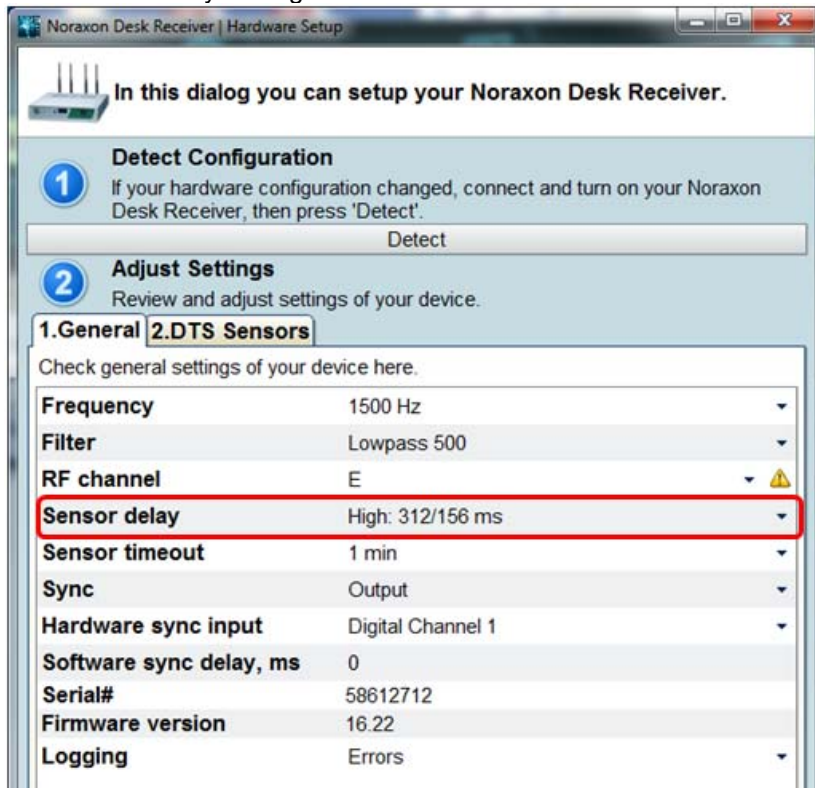 Noraxon Desk Receiver | Hardware Setup
In this dialog you can setup your Noraxon Desk Receiver.
1
Detect Configuration
If your hardware configuration changed, connect and turn on your Noraxon
Desk Receiver, then press 'Detect'.
Detect
2
Adjust Settings
Review and adjust settings of your device.
1.General 2.DTS Sensors
Check general settings of your device here.
Frequency 1500 Hz
Filter Lowpass 500
RF channel E
Sensor delay High: 312/156 ms
Sensor timeout 1 min
Sync Output
Hardware sync input Digital Channel 1
Software sync delay, ms 0
Serial# 58612712
Firmware version 16.22
Logging Errors